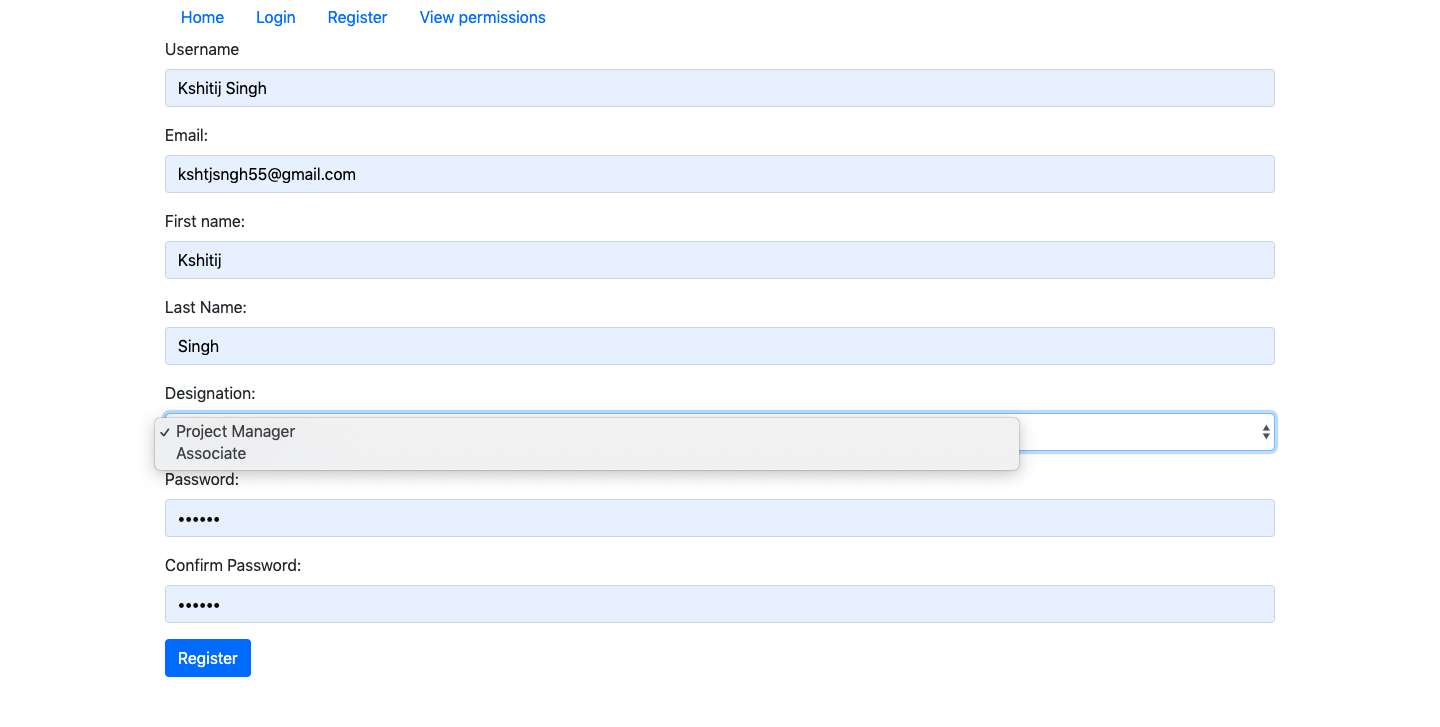 Home Login Register View permissions
Username
Kshitij Singh
Email:
kshtjsngh55@gmail.com
First name:
Kshitij
Last Name:
Singh
Designation:
✓ Project Manager
Associate
Password:
••••••
Confirm Password:
••••••
Register